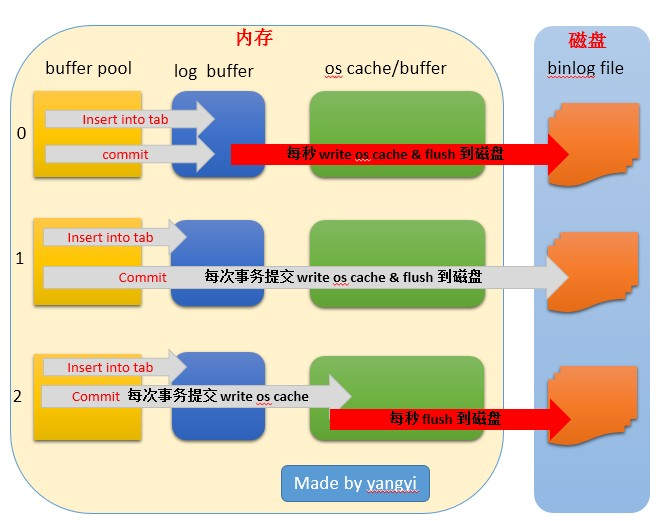 内存
磁盘
buffer pool
log buffer
os cache/buffer
binlog file
0
Insert into tab
commit
每秒 write os cache & flush 到磁盘
1
Insert into tab
Commit 每次事务提交 write os cache & flush 到磁盘
2
Insert into tab
Commit 每次事务提交 write os cache
每秒 flush 到磁盘
Made by yangyi